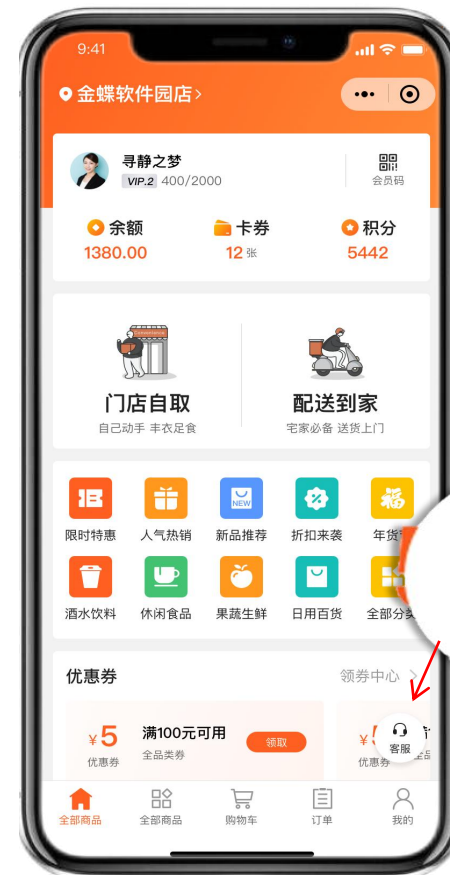 9:41
金蝶软件园店
寻静之梦
VIP.2 400/2000
会员码
余额 卡券 积分
1380.00 12张 5442
门店自取 配送到家
自己动手 丰衣足食 宅家必备 送货上门
NEW
限时特惠 人气热销 新品推荐 折扣来袭 年货
福
酒水饮料 休闲食品 果蔬生鲜 日用百货 全部分类
优惠券 领券中心
¥5 满100元可用 领取 ¥
优惠券 全品类券 优惠券
客服
全部商品 全部商品 购物车 订单 我的